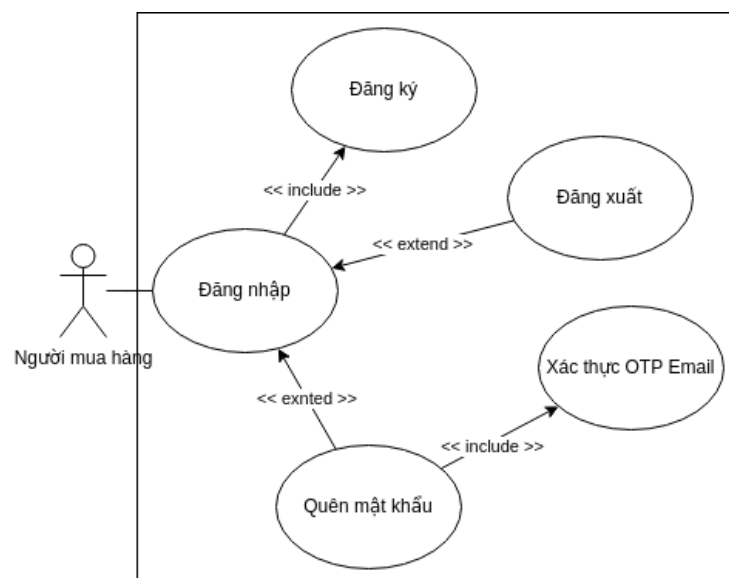 Đăng ký
<< include >>
Đăng xuất
<< extend >>
Đăng nhập
Người mua hàng
Xác thực OTP Email
<< exnted >>
<< include >>
Quên mật khẩu